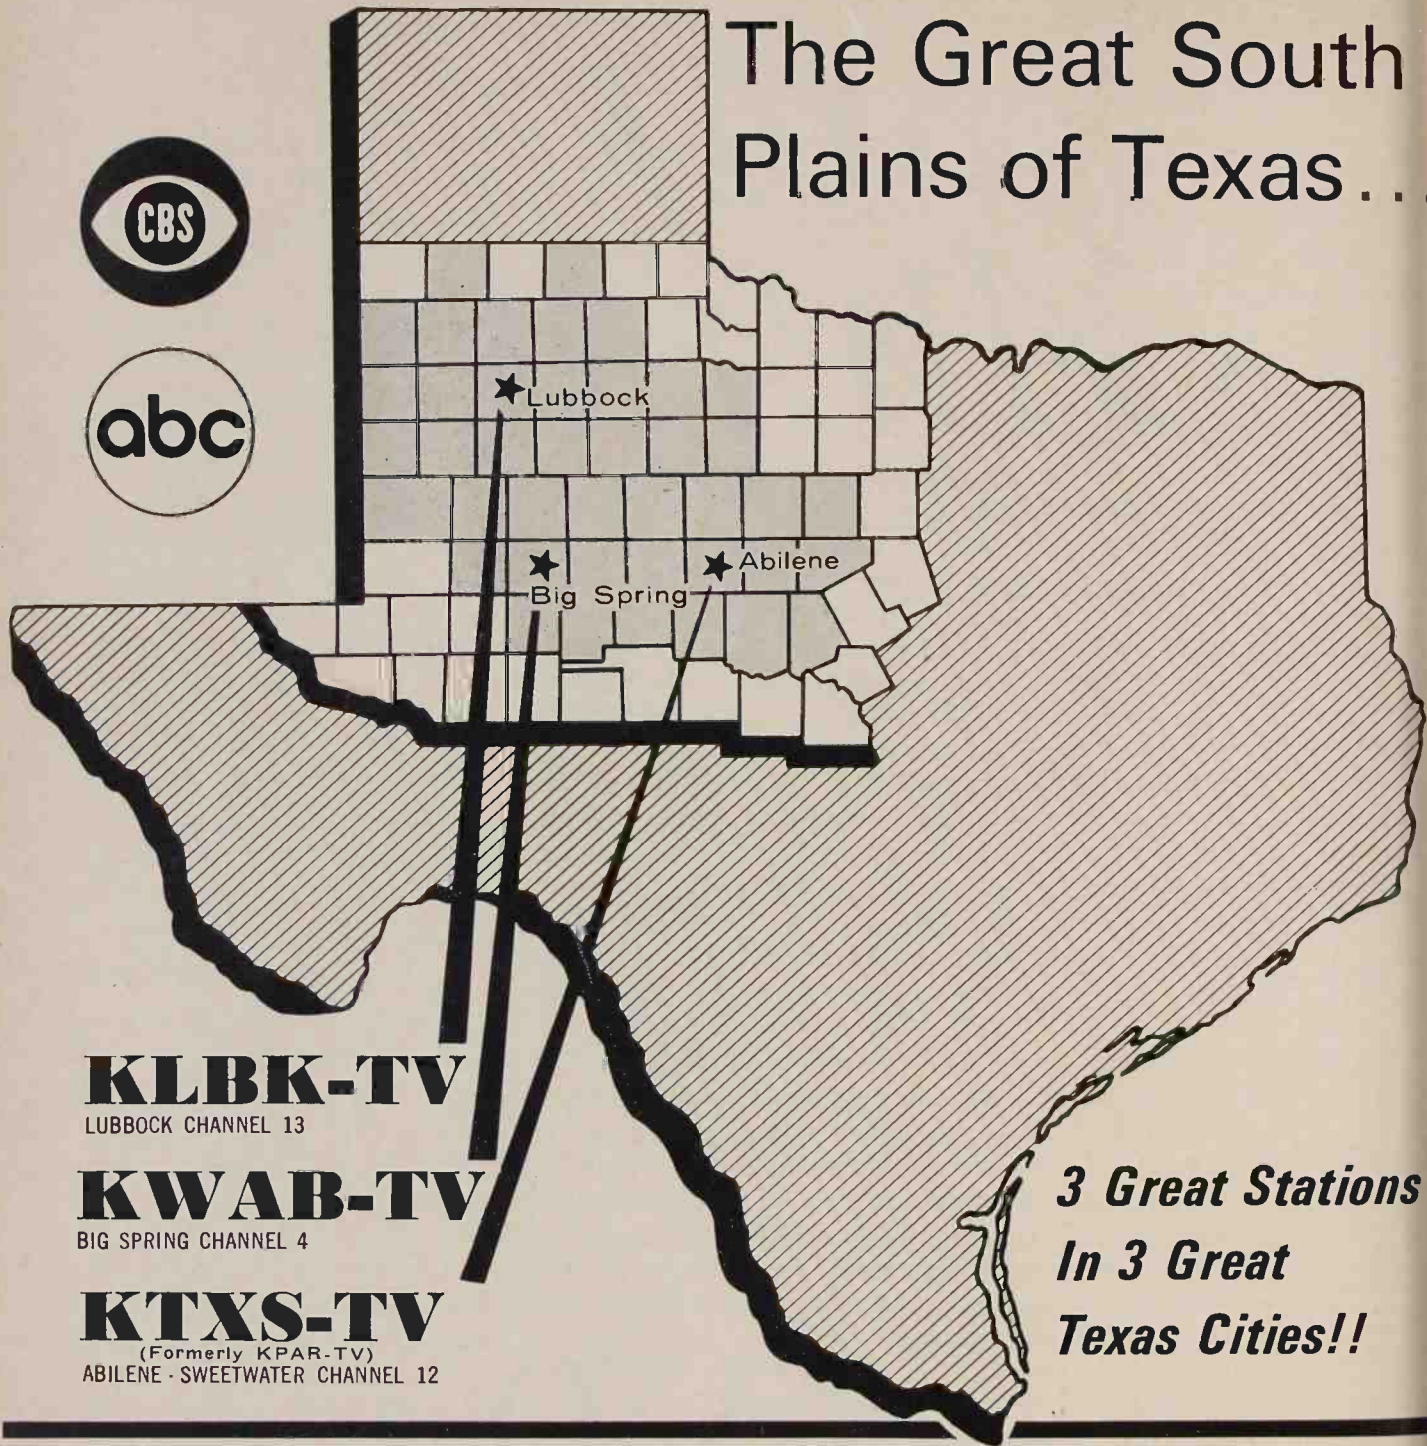 The Great South
Plains of Texas..
CBS
abc
Lubbock
Abilene
Big Spring
KLBK-TV
LUBBOCK CHANNEL 13
KWAB-TV
BIG SPRING CHANNEL 4
KTXS-TV
(Formerly KPAR-TV)
ABILENE - SWEETWATER CHANNEL 12
3 Great Stations
In 3 Great
Texas Cities!!